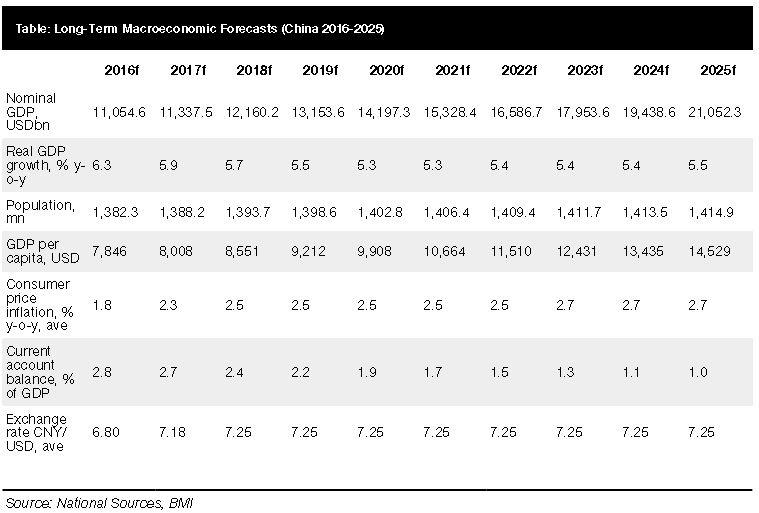 Table: Long-Term Macroeconomic Forecasts (China 2016-2025)
2016f 2017f 2018f 2019f 2020f 2021f 2022f 2023f 2024f 2025f
Nominal
GDP,
USDbn
11,054.6 11,337.5 12,160.2 13,153.6 14,197.3 15,328.4 16,586.7 17,953.6 19,438.6 21,052.3
Real GDP
growth, % y-
o-y
6.3 5.9 5.7 5.5 5.3 5.3 5.4 5.4 5.4 5.5
Population,
mn
1,382.3 1,388.2 1,393.7 1,398.6 1,402.8 1,406.4 1,409.4 1,411.7 1,413.5 1,414.9
GDP per
capita, USD
7,846 8,008 8,551 9,212 9,908 10,664 11,510 12,431 13,435 14,529
Consumer
price
inflation, %
y-o-y, ave
1.8 2.3 2.5 2.5 2.5 2.5 2.5 2.7 2.7 2.7
Current
account
balance, %
of GDP
2.8 2.7 2.4 2.2 1.9 1.7 1.5 1.3 1.1 1.0
Exchange
rate CNY/
USD, ave
6.80 7.18 7.25 7.25 7.25 7.25 7.25 7.25 7.25 7.25
Source: National Sources, BMI